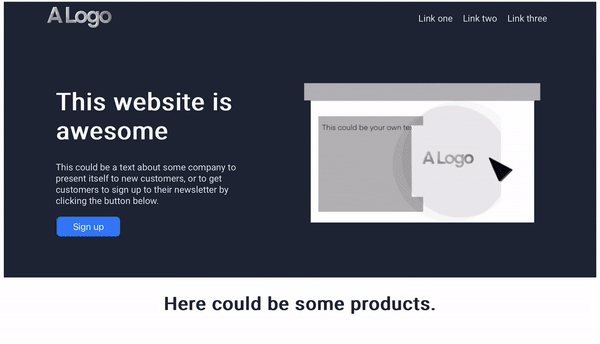 A Logo
Link one Link two Link three
This website is
awesome
This could be a text about some company to
present itself to new customers, or to get
customers to sign up to their newsletter by
clicking the button below.
Sign up
This could be your own
A Logo
Here could be some products.